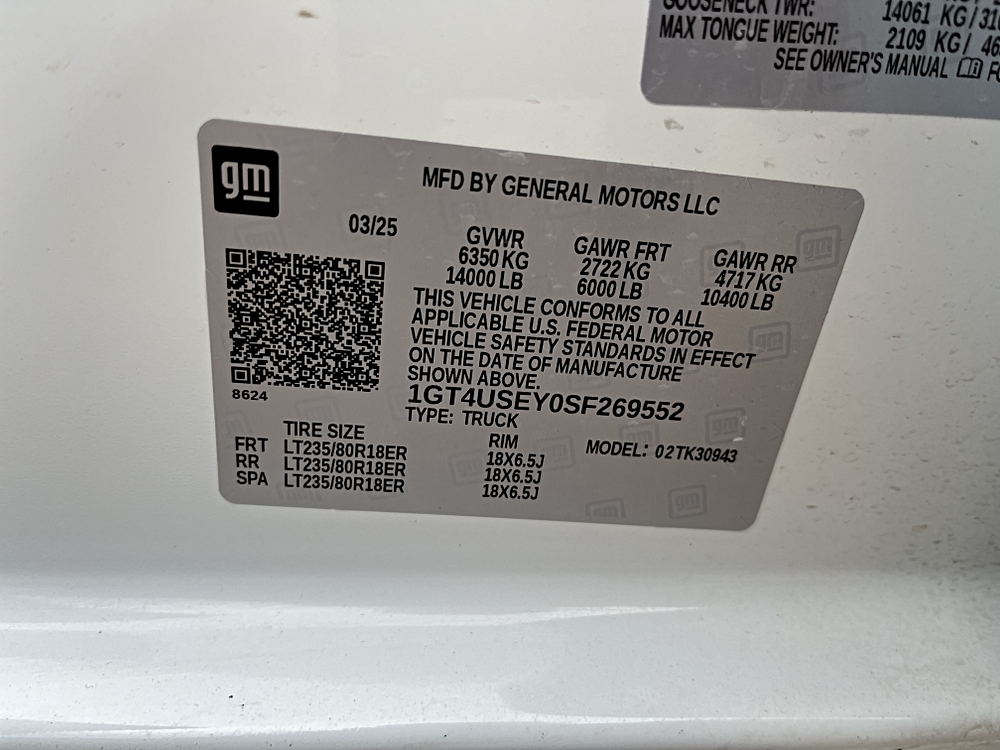 GOOSENECK TWR: 14061 KG/
MAX TONGUE WEIGHT: 2109 KG/
SEE OWNER'S MANUAL
gm
MFD BY GENERAL MOTORS LLC
03/25
GVWR GAWR FRT GAWR RR
6350 KG 2722 KG 4717 KG
14000 LB 6000 LB 10400 LB
THIS VEHICLE CONFORMS TO ALL
APPLICABLE U.S. FEDERAL MOTOR
VEHICLE SAFETY STANDARDS IN EFFECT
ON THE DATE OF MANUFACTURE
SHOWN ABOVE.
8624
1GT4USEY0SF269552
TYPE: TRUCK
TIRE SIZE RIM MODEL: 02TK30943
FRT LT235/80R18ER 18X6.5J
RR LT235/80R18ER 18X6.5J
SPA LT235/80R18ER 18X6.5J